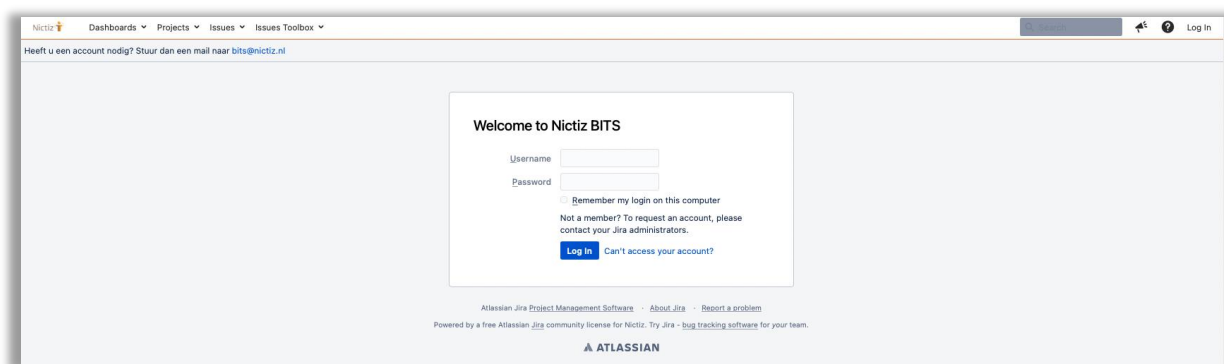 Nictiz Dashboards Projects Issues Issues Toolbox Search Log In
Heeft u een account nodig? Stuur dan een mail naar bits@nictiz.nl
Welcome to Nictiz BITS
Username
Password
Remember my login on this computer
Not a member? To request an account, please
contact your Jira administrators.
Log In Can't access your account?
Atlassian Jira Project Management Software · About Jira · Report a problem
Powered by a free Atlassian Jira community license for Nictiz. Try Jira - bug tracking software for your team.
ATLASSIAN